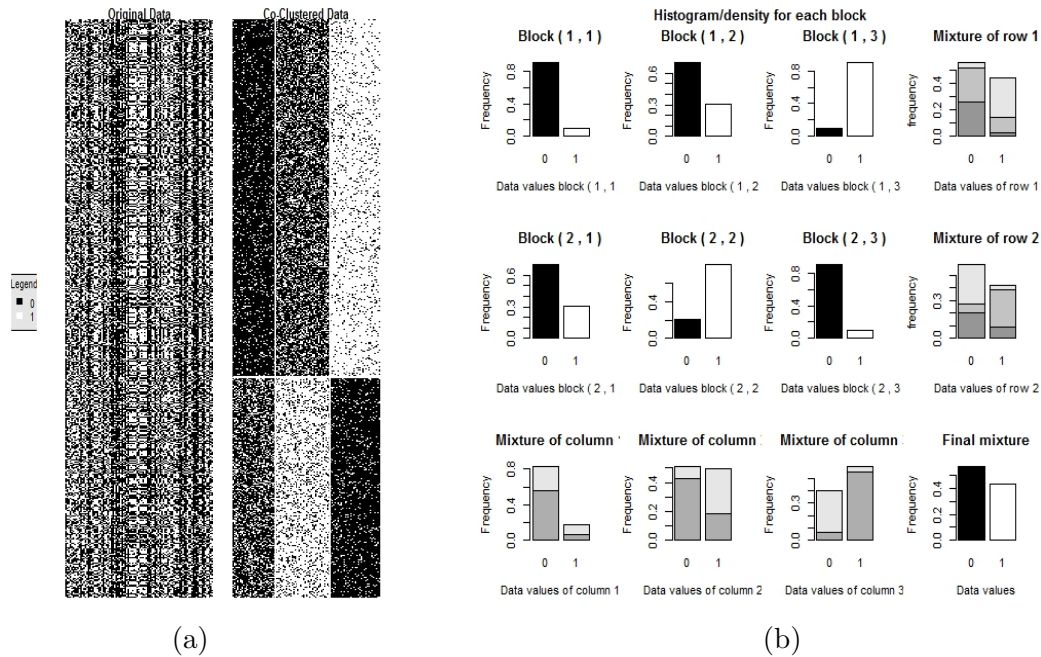 Original Data
Co-Clustered Data
Legend
0
1
(a)
Histogram/density for each block
Block ( 1 , 1 )
Block ( 1 , 2 )
Block ( 1 , 3 )
Mixture of row 1
Frequency
0.0 0.4 0.8
Frequency
0.0 0.3 0.6
Frequency
0.0 0.4 0.8
frequency
0.0 0.2 0.4
0 1
0 1
0 1
0 1
Data values block ( 1 , 1
Data values block ( 1 , 2
Data values block ( 1 , 3
Data values of row 1
Block ( 2 , 1 )
Block ( 2 , 2 )
Block ( 2 , 3 )
Mixture of row 2
Frequency
0.0 0.3 0.6
Frequency
0.0 0.4
Frequency
0.0 0.4 0.8
frequency
0.0 0.3
0 1
0 1
0 1
0 1
Data values block ( 2 , 1
Data values block ( 2 , 2
Data values block ( 2 , 3
Data values of row 2
Mixture of column
Mixture of column
Mixture of column
Final mixture
Frequency
0.0 0.4 0.8
Frequency
0.0 0.2 0.4
Frequency
0.0 0.3
Frequency
0.0 0.2 0.4
0 1
0 1
0 1
0 1
Data values of column 1
Data values of column 2
Data values of column 3
Data values
(b)